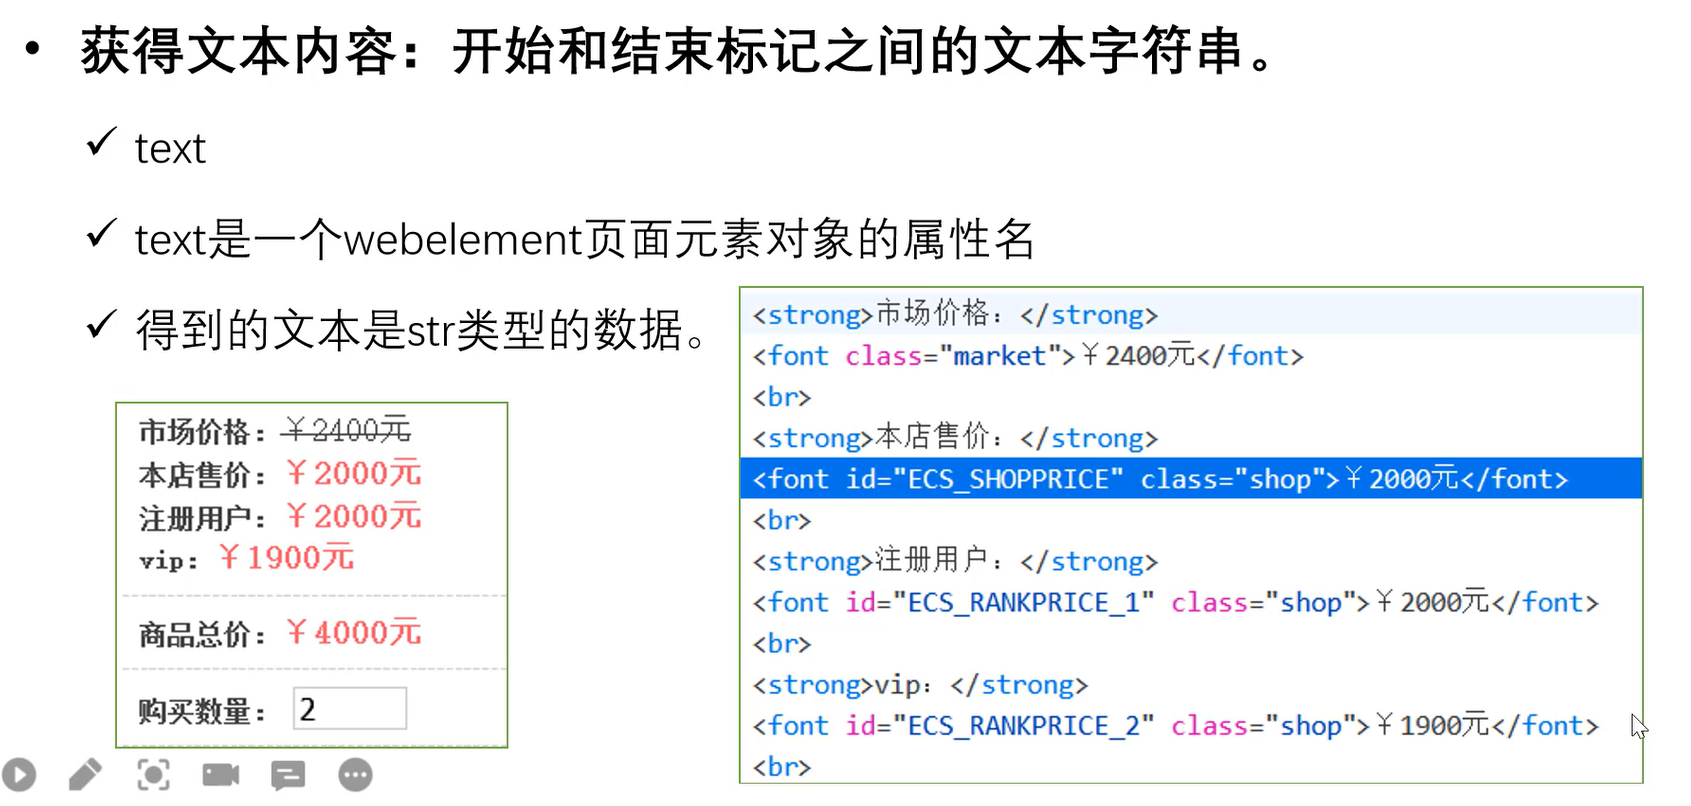 • 获得文本内容：开始和结束标记之间的文本字符串。
✓ text
✓ text是一个webelement页面元素对象的属性名
✓ 得到的文本是str类型的数据。
市场价格：￥2400元
本店售价：￥2000元
注册用户：￥2000元
vip：￥1900元
商品总价：￥4000元
购买数量：2
<strong>市场价格：</strong>
<font class="market">￥2400元</font>
<br>
<strong>本店售价：</strong>
<font id="ECS_SHOPPRICE" class="shop">￥2000元</font>
<br>
<strong>注册用户：</strong>
<font id="ECS_RANKPRICE_1" class="shop">￥2000元</font>
<br>
<strong>vip：</strong>
<font id="ECS_RANKPRICE_2" class="shop">￥1900元</font>
<br>